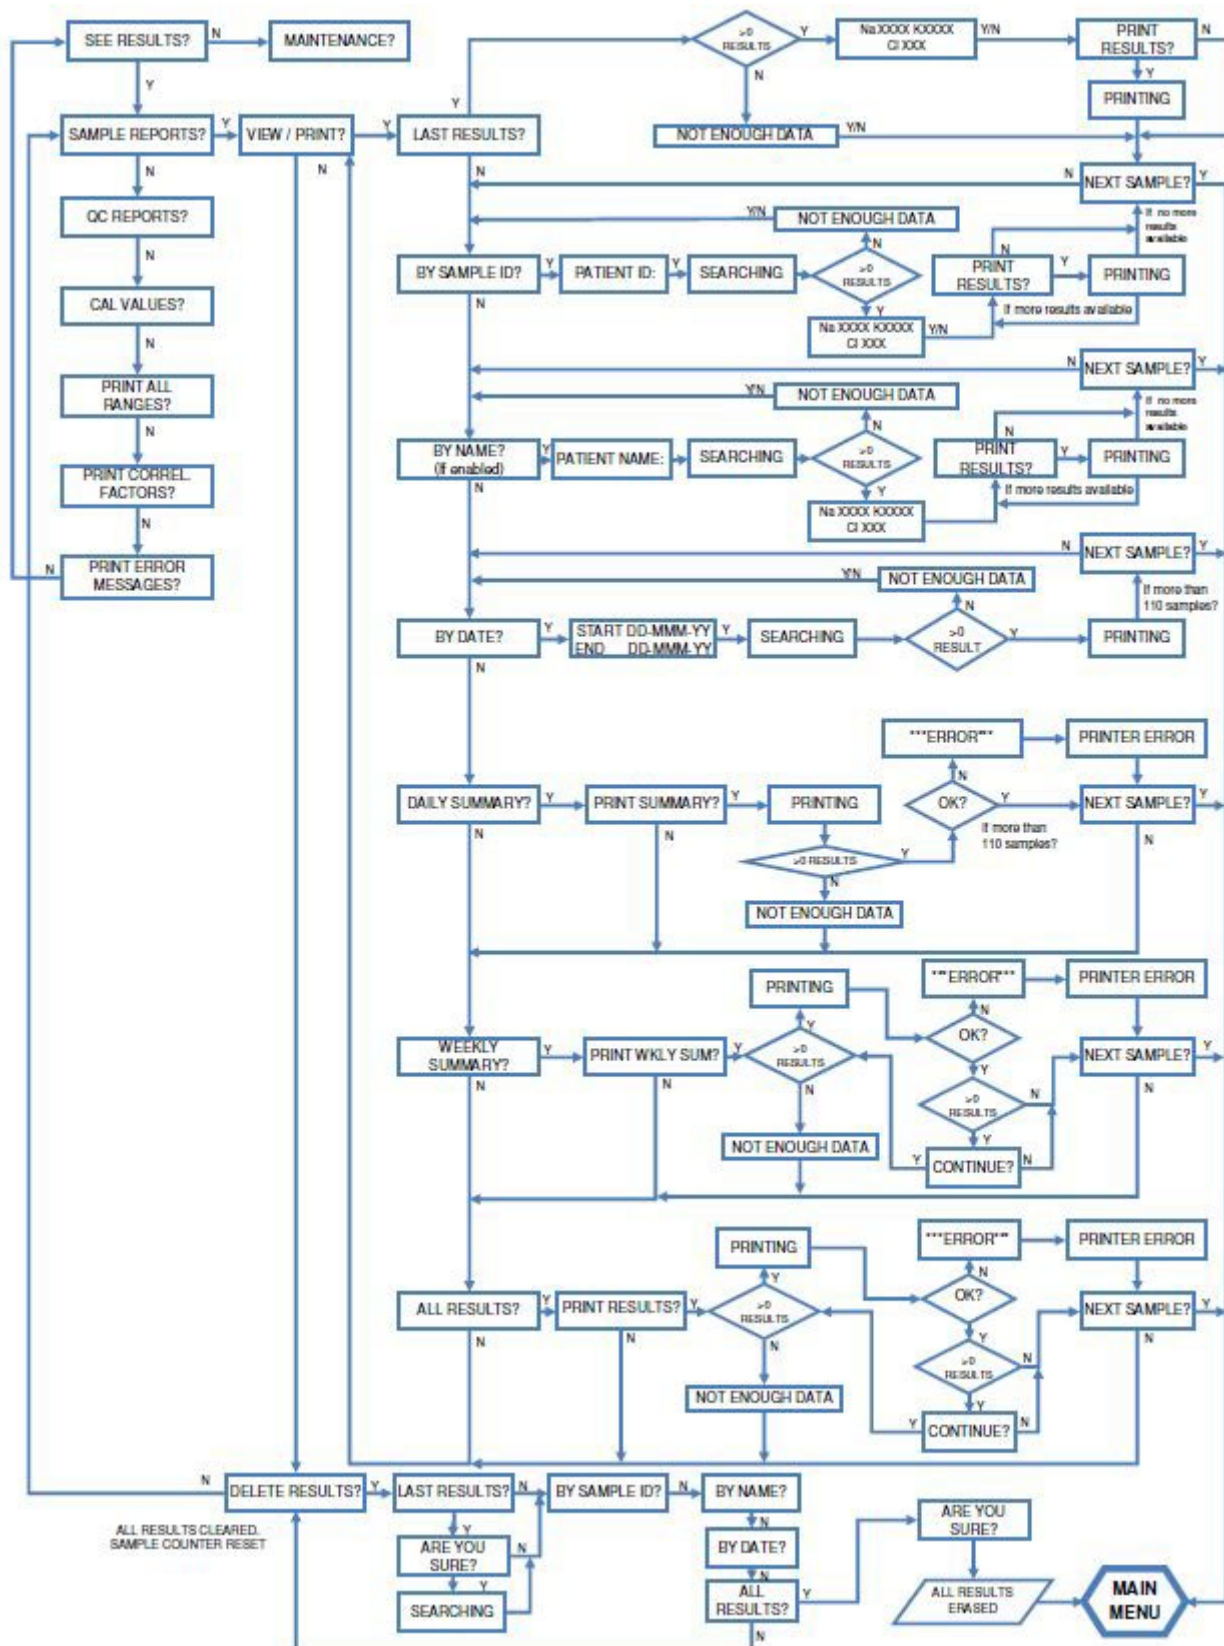 SEE RESULTS?
N
MAINTENANCE?
Y
SAMPLE REPORTS?
Y
VIEW / PRINT?
Y
LAST RESULTS?
Y
N
N
N
QC REPORTS?
N
CAL VALUES?
N
PRINT ALL
RANGES?
N
PRINT CORREL.
FACTORS?
N
PRINT ERROR
MESSAGES?
N
>0
RESULTS
Y
Na XXXX KXXXX
Cl XXX
Y/N
PRINT
RESULTS?
N
Y
PRINTING
N
NOT ENOUGH DATA
Y/N
N
NEXT SAMPLE?
Y
Y/N
NOT ENOUGH DATA
N
If no more
results
available
BY SAMPLE ID?
Y
PATIENT ID:
Y
SEARCHING
>0
RESULTS
N
PRINT
RESULTS?
Y
PRINTING
N
Y
Na XXXX KXXXX
Cl XXX
Y/N
If more results available
N
NEXT SAMPLE?
Y
Y/N
NOT ENOUGH DATA
N
If no more
results
available
BY NAME?
(If enabled)
Y
PATIENT NAME:
SEARCHING
>0
RESULTS
N
PRINT
RESULTS?
Y
PRINTING
N
Y
Na XXXX KXXXX
Cl XXX
If more results available
N
NEXT SAMPLE?
Y
Y/N
NOT ENOUGH DATA
N
If more than
110 samples?
BY DATE?
Y
START DD-MMM-YY
END DD-MMM-YY
Y
SEARCHING
>0
RESULT
Y
PRINTING
N
***ERROR***
PRINTER ERROR
N
DAILY SUMMARY?
Y
PRINT SUMMARY?
Y
PRINTING
OK?
Y
NEXT SAMPLE?
Y
N
N
If more than
110 samples?
N
>0 RESULTS
Y
N
NOT ENOUGH DATA
PRINTING
***ERROR***
PRINTER ERROR
N
WEEKLY
SUMMARY?
Y
PRINT WKLY SUM?
Y
Y
>0
RESULTS
OK?
NEXT SAMPLE?
Y
N
N
Y
N
N
>0
RESULTS
N
NOT ENOUGH DATA
Y
Y
CONTINUE?
N
PRINTING
***ERROR***
PRINTER ERROR
Y
N
ALL RESULTS?
Y
PRINT RESULTS?
Y
>0
RESULTS
OK?
NEXT SAMPLE?
Y
N
N
N
Y
>0
RESULTS
N
N
NOT ENOUGH DATA
Y
Y
CONTINUE?
N
N
DELETE RESULTS?
Y
LAST RESULTS?
N
BY SAMPLE ID?
N
BY NAME?
ALL RESULTS CLEARED.
SAMPLE COUNTER RESET
Y
ARE YOU
SURE?
N
Y
SEARCHING
N
BY DATE?
N
ALL
RESULTS?
Y
N
ARE YOU
SURE?
ALL RESULTS
ERASED
MAIN
MENU